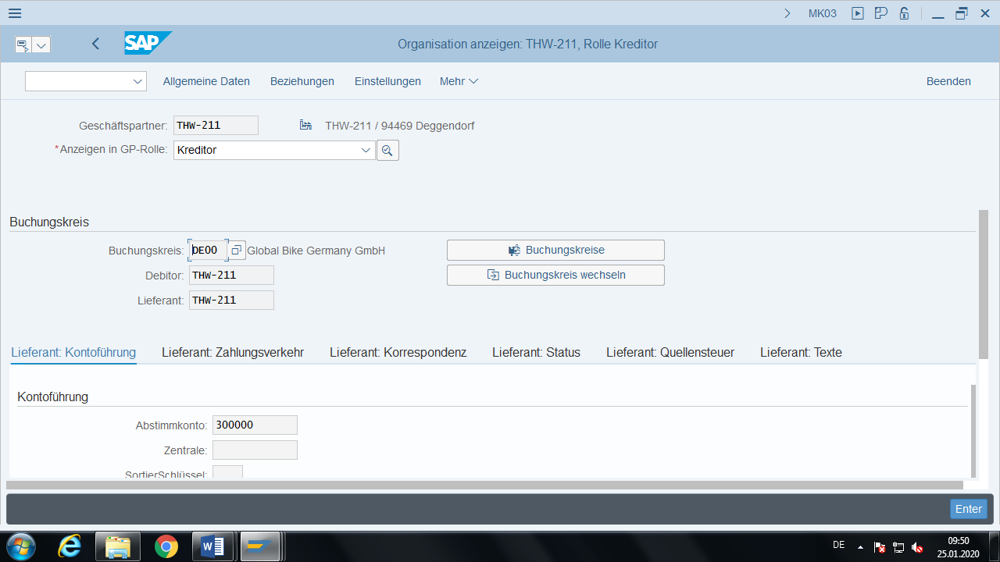 MK03
SAP
Organisation anzeigen: THW-211, Rolle Kreditor
Allgemeine Daten Beziehungen Einstellungen Mehr Beenden
Geschäftspartner: THW-211 THW-211 / 94469 Deggendorf
*Anzeigen in GP-Rolle: Kreditor
Buchungskreis
Buchungskreis: DE00 Global Bike Germany GmbH Buchungskreise
Debitor: THW-211 Buchungskreis wechseln
Lieferant: THW-211
Lieferant: Kontoführung Lieferant: Zahlungsverkehr Lieferant: Korrespondenz Lieferant: Status Lieferant: Quellensteuer Lieferant: Texte
Kontoführung
Abstimmkonto: 300000
Zentrale:
SortierSchlüssel:
Enter
DE 09:50
25.01.2020